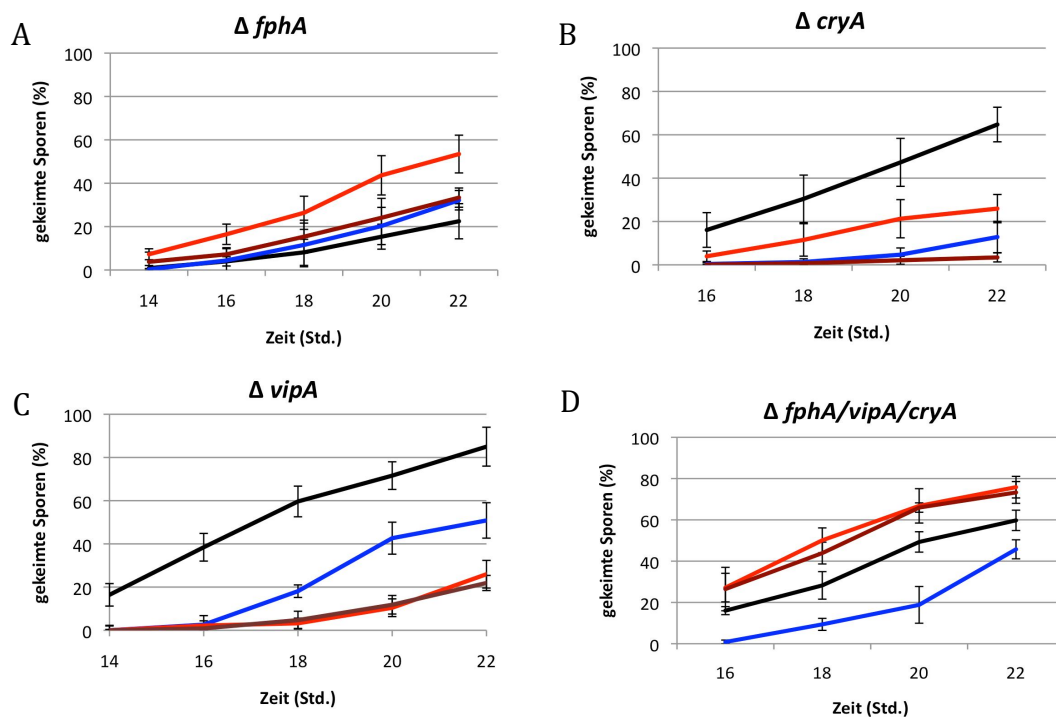 A
Δ fphA
gekeimte Sporen (%)
100
80
60
40
20
0
14 16 18 20 22
Zeit (Std.)
B
Δ cryA
gekeimte Sporen (%)
100
80
60
40
20
0
16 18 20 22
Zeit (Std.)
C
Δ vipA
gekeimte Sporen (%)
100
80
60
40
20
0
14 16 18 20 22
Zeit (Std.)
D
Δ fphA/vipA/cryA
gekeimte Sporen (%)
100
80
60
40
20
0
16 18 20 22
Zeit (Std.)